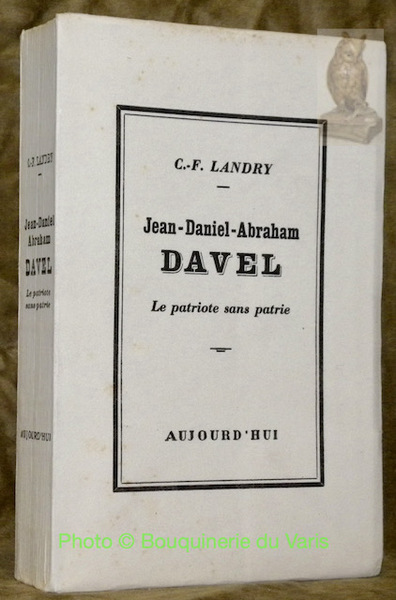 C.-F. LANDRY
Jean-Daniel-Abraham
DAVEL
Le patriote sans patrie
AUJOURD'HUI
C.-F. LANDRY
Jean-Daniel
Abraham
DAVEL
Le patriote
sans patrie
AUJOURD'HUI
Photo © Bouquinerie du Varis